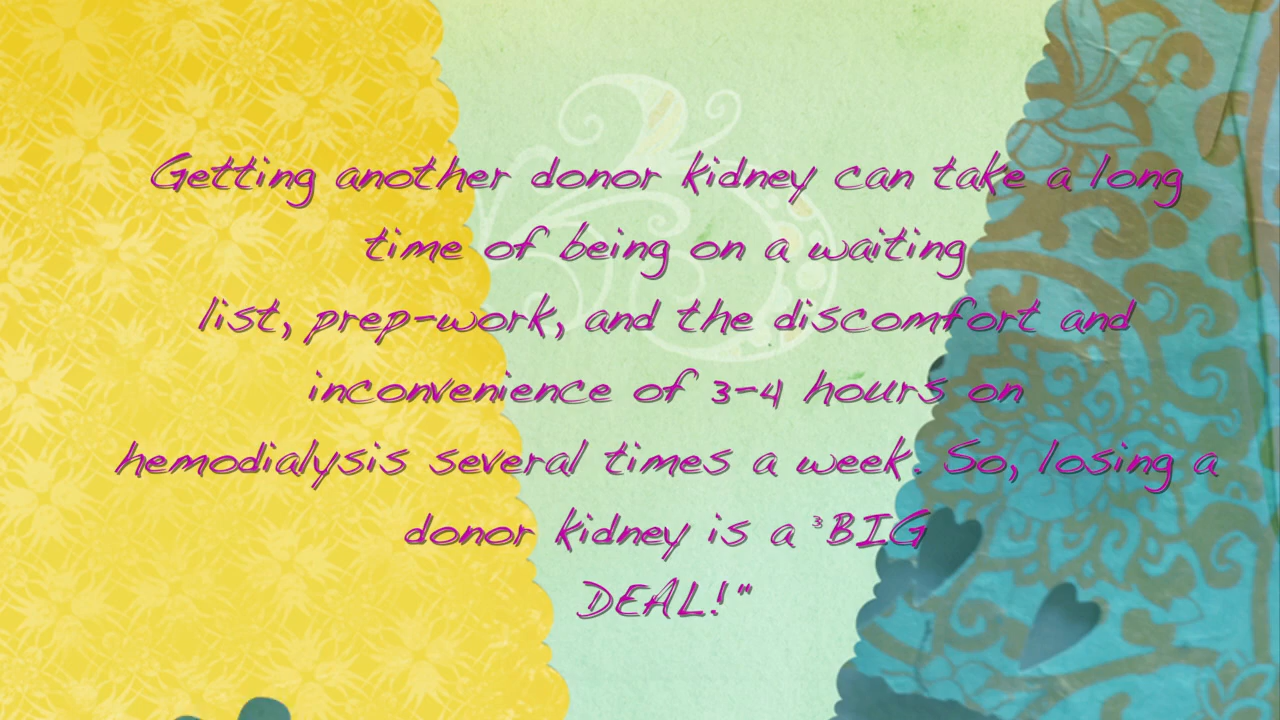 Getting another donor kidney can take a long
time of being on a waiting
list, prep-work, and the discomfort and
inconvenience of 3-4 hours on
hemodialysis several times a week. So, losing a
donor kidney is a ³BIG
DEAL!"